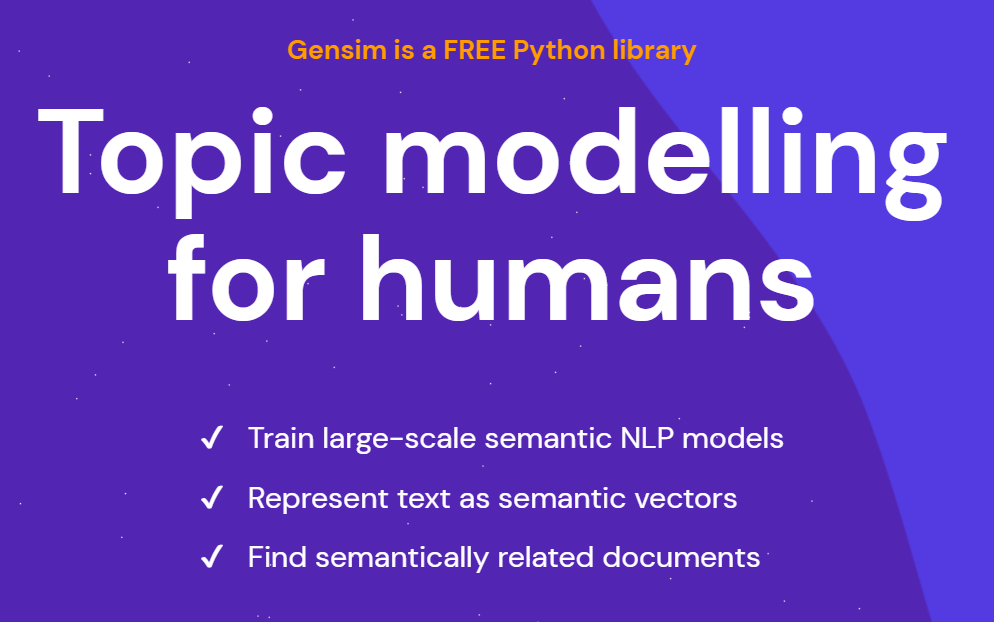 Gensim is a FREE Python library
Topic modelling
for humans
✓ Train large-scale semantic NLP models
✓ Represent text as semantic vectors
✓ Find semantically related documents